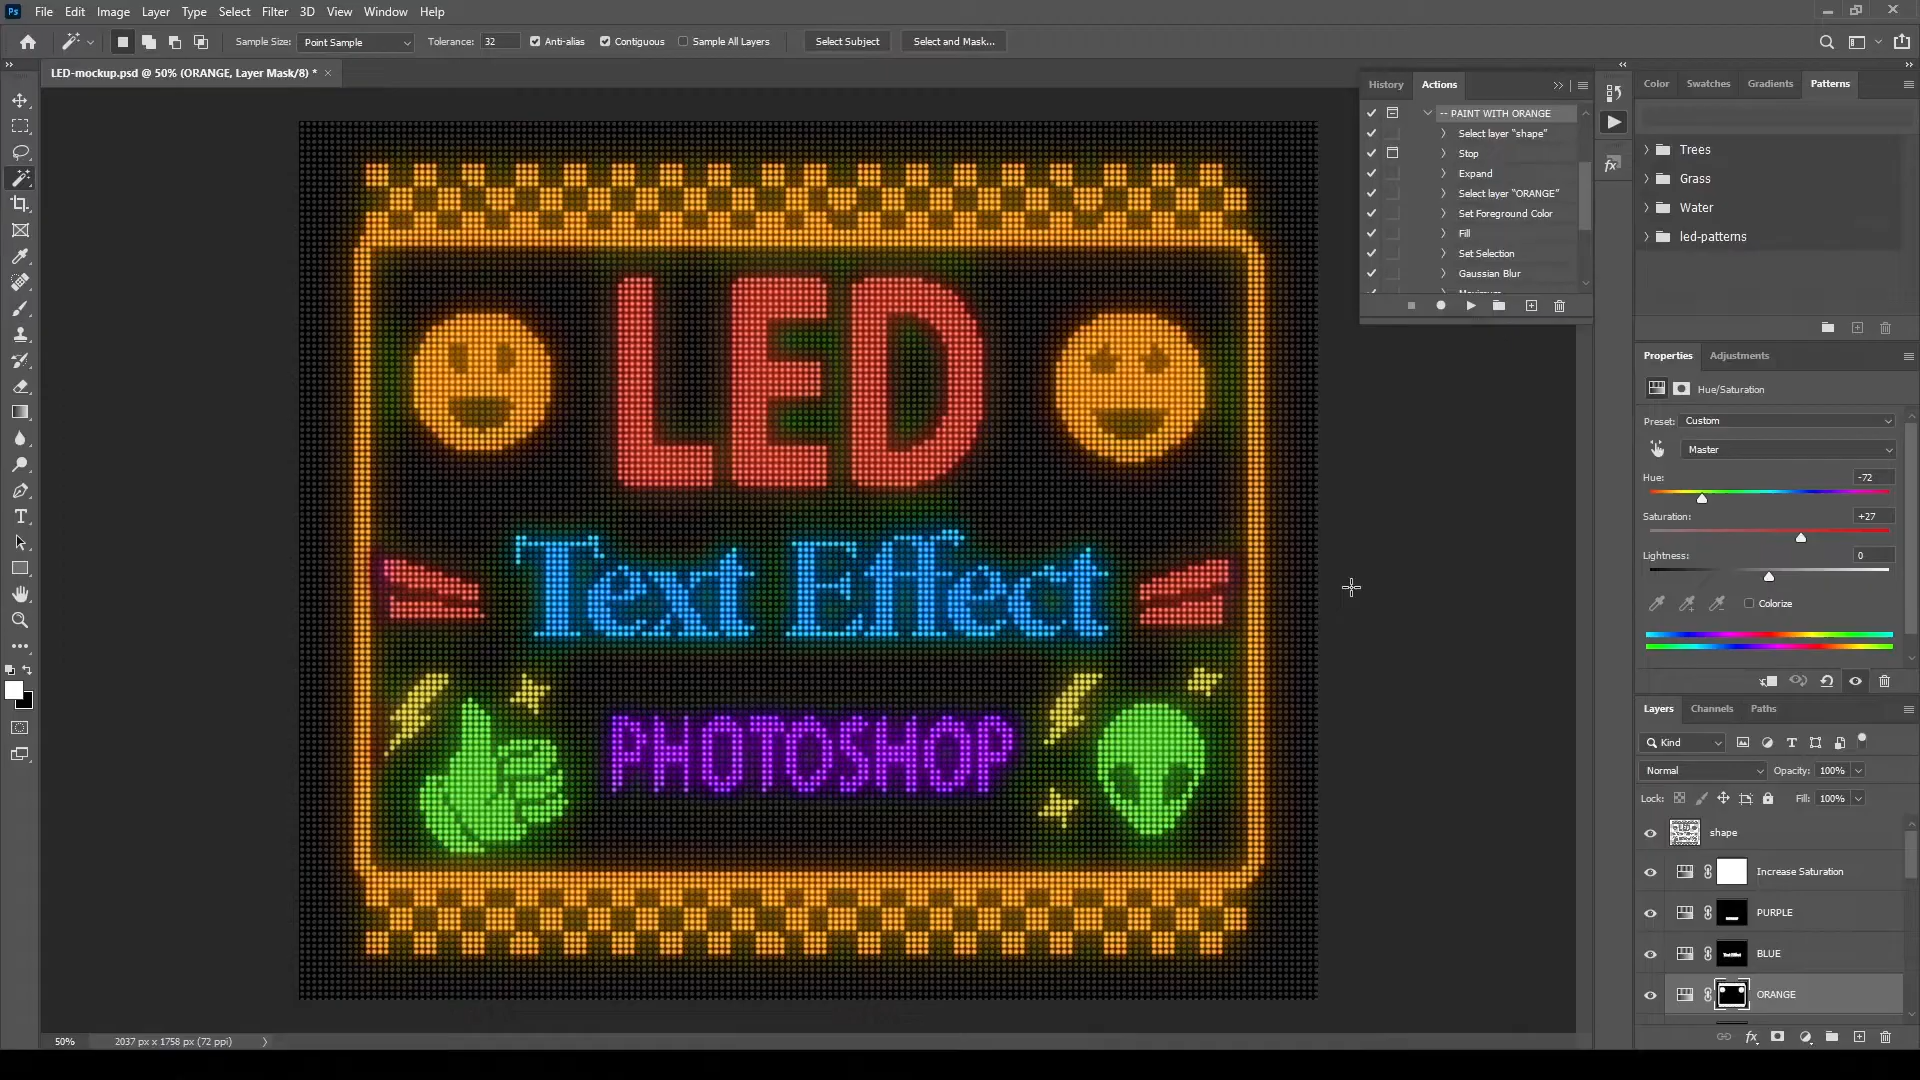 Ps File Edit Image Layer Type Select Filter 3D View Window Help
Sample Size: Point Sample Tolerance: 32 Anti-alias Contiguous Sample All Layers Select Subject Select and Mask...
LED-mockup.psd @ 50% (ORANGE, Layer Mask/8) * ×
History Actions
-- PAINT WITH ORANGE
Select layer "shape"
Stop
Expand
Select layer "ORANGE"
Set Foreground Color
Fill
Set Selection
Gaussian Blur
Color Swatches Gradients Patterns
Trees
Grass
Water
led-patterns
Properties Adjustments
Hue/Saturation
Preset: Custom
Master
Hue: -72
Saturation: +27
Lightness: 0
Colorize
Layers Channels Paths
Kind
Normal Opacity: 100%
Lock: Fill: 100%
shape
Increase Saturation
PURPLE
BLUE
ORANGE
LED
Text Effect
PHOTOSHOP
50% 2037 px x 1758 px (72 ppi)